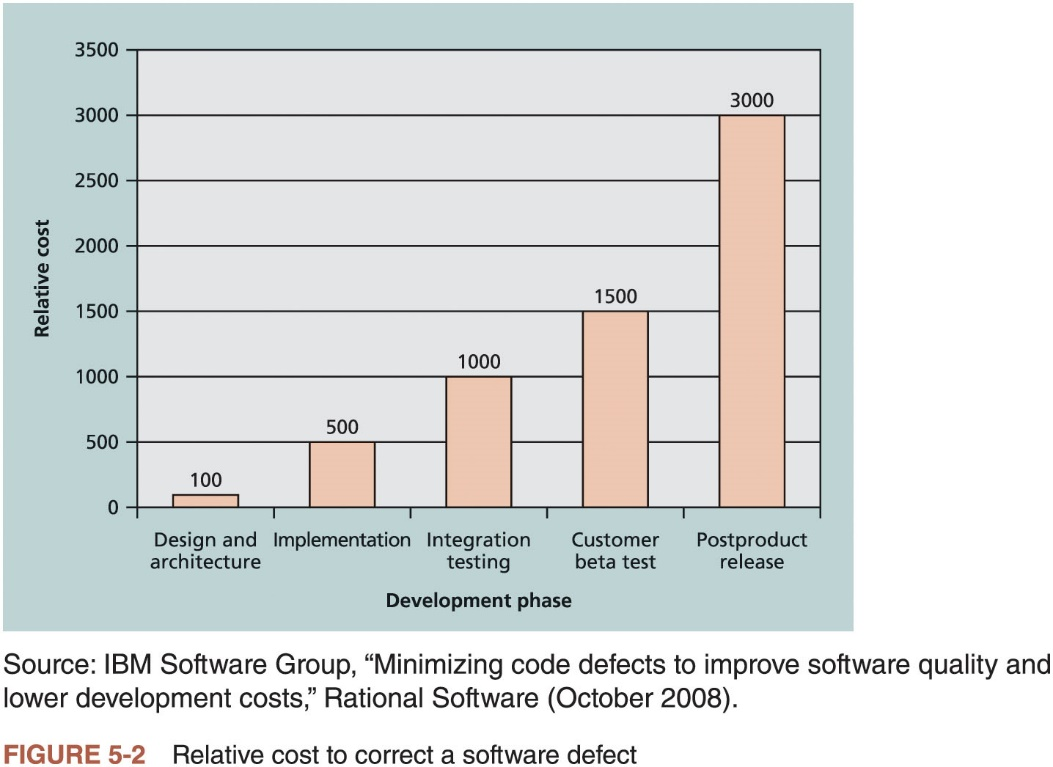 3500
3000
2500
2000
1500
1000
500
0
Relative cost
100
500
1000
1500
3000
Design and
architecture
Implementation
Integration
testing
Customer
beta test
Postproduct
release
Development phase
Source: IBM Software Group, “Minimizing code defects to improve software quality and
lower development costs,” Rational Software (October 2008).
FIGURE 5-2 Relative cost to correct a software defect